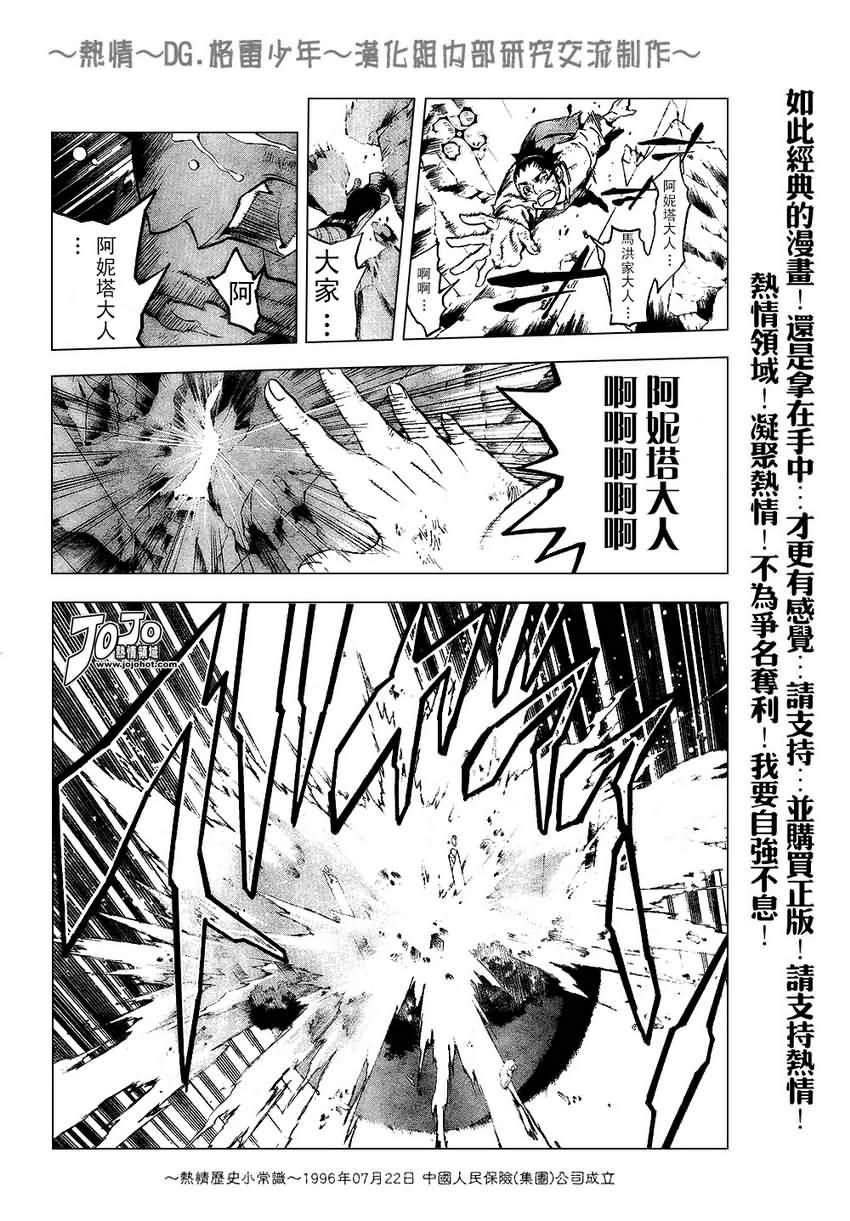 ～熱情～DG.格雷少年～漢化組内部研究交流制作～
如此經典的漫畫！還是拿在手中…才更有感覺…請支持…並購買正版！請支持熱情！
熱情領域！凝聚熱情！不為爭名奪利！我要自強不息！
阿妮塔大人…
馬洪家大人…
啊啊…
大家…
阿
阿妮塔大人…
阿妮塔大人
啊啊啊啊啊
JOJO
熱情領域
www.jojohot.com
～熱情歷史小常識～1996年07月22日 中國人民保險(集團)公司成立